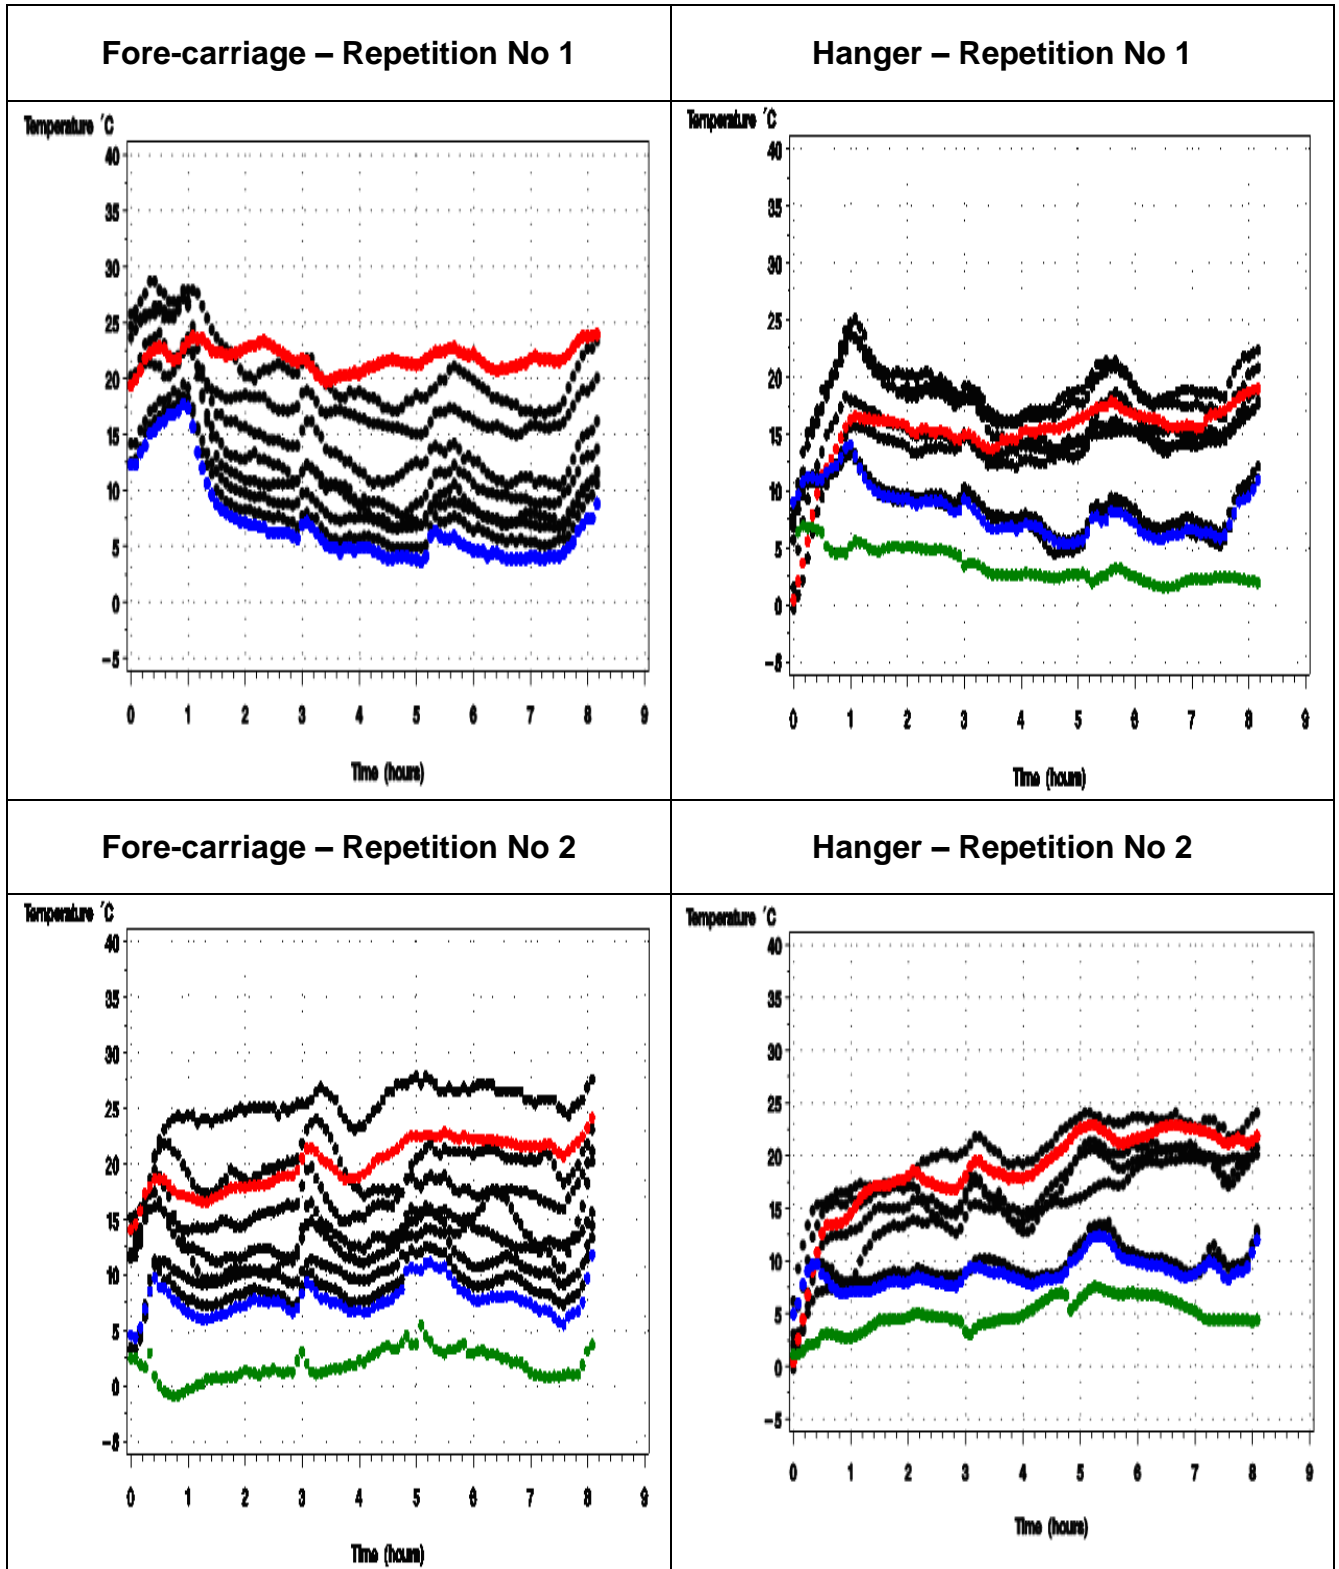 Fore-carriage – Repetition No 1
Hanger – Repetition No 1
Temperature ´C
40
35
30
25
20
15
10
5
0
-5
0 1 2 3 4 5 6 7 8 9
Time (hours)
Temperature ´C
40
35
30
25
20
15
10
5
0
-5
0 1 2 3 4 5 6 7 8 9
Time (hours)
Fore-carriage – Repetition No 2
Hanger – Repetition No 2
Temperature ´C
40
35
30
25
20
15
10
5
0
-5
0 1 2 3 4 5 6 7 8 9
Time (hours)
Temperature ´C
40
35
30
25
20
15
10
5
0
-5
0 1 2 3 4 5 6 7 8 9
Time (hours)